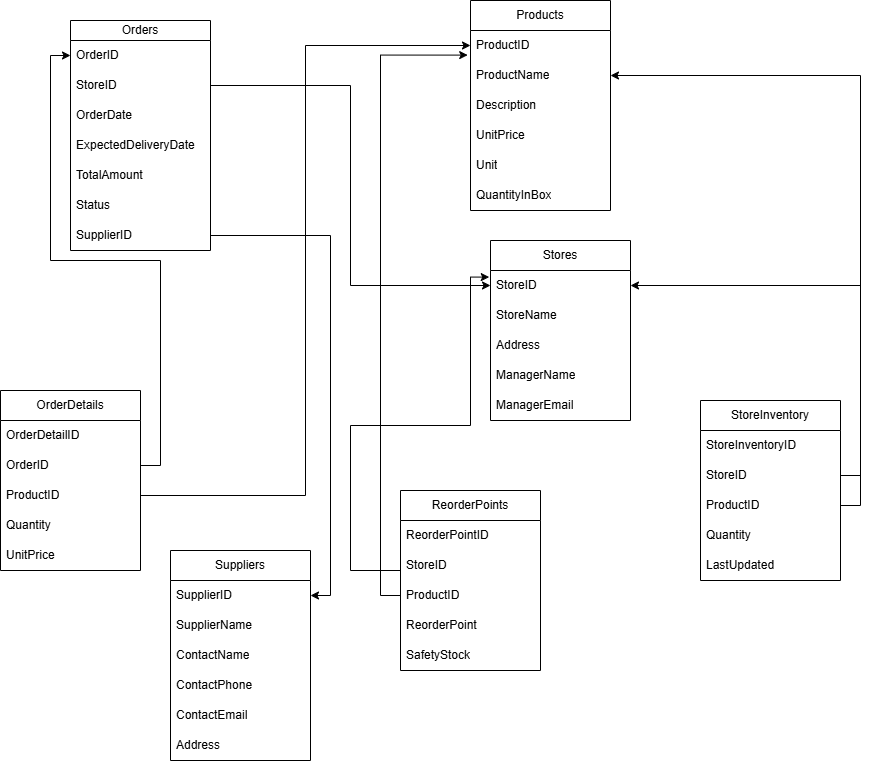 Orders
OrderID
StoreID
OrderDate
ExpectedDeliveryDate
TotalAmount
Status
SupplierID
Products
ProductID
ProductName
Description
UnitPrice
Unit
QuantityInBox
Stores
StoreID
StoreName
Address
ManagerName
ManagerEmail
OrderDetails
OrderDetailID
OrderID
ProductID
Quantity
UnitPrice
Suppliers
SupplierID
SupplierName
ContactName
ContactPhone
ContactEmail
Address
ReorderPoints
ReorderPointID
StoreID
ProductID
ReorderPoint
SafetyStock
StoreInventory
StoreInventoryID
StoreID
ProductID
Quantity
LastUpdated